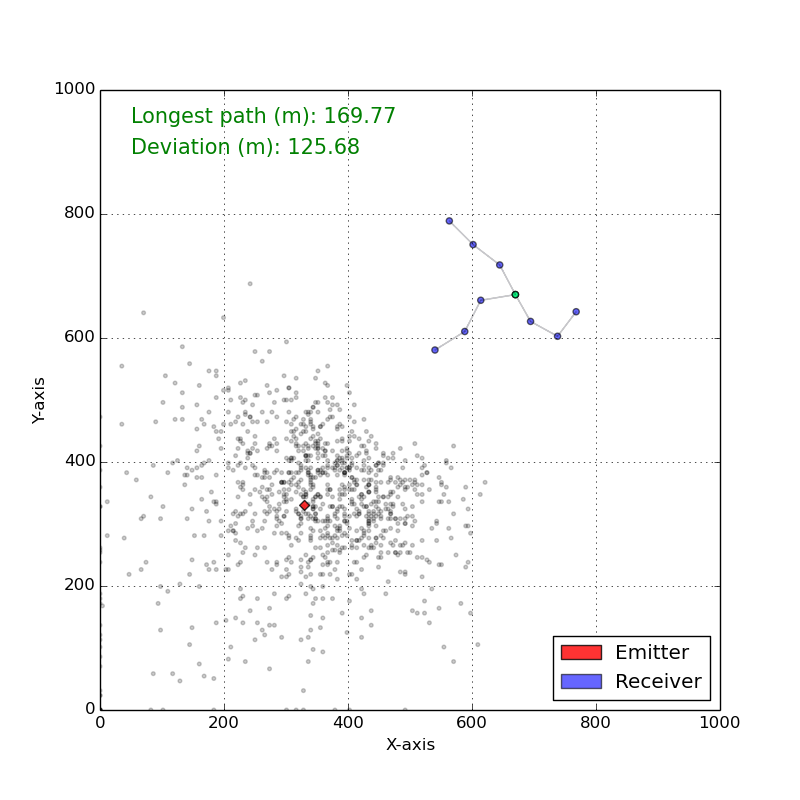 Longest path (m): 169.77
Deviation (m): 125.68
1000
800
600
400
200
0
Y-axis
0 200 400 600 800 1000
X-axis
Emitter
Receiver